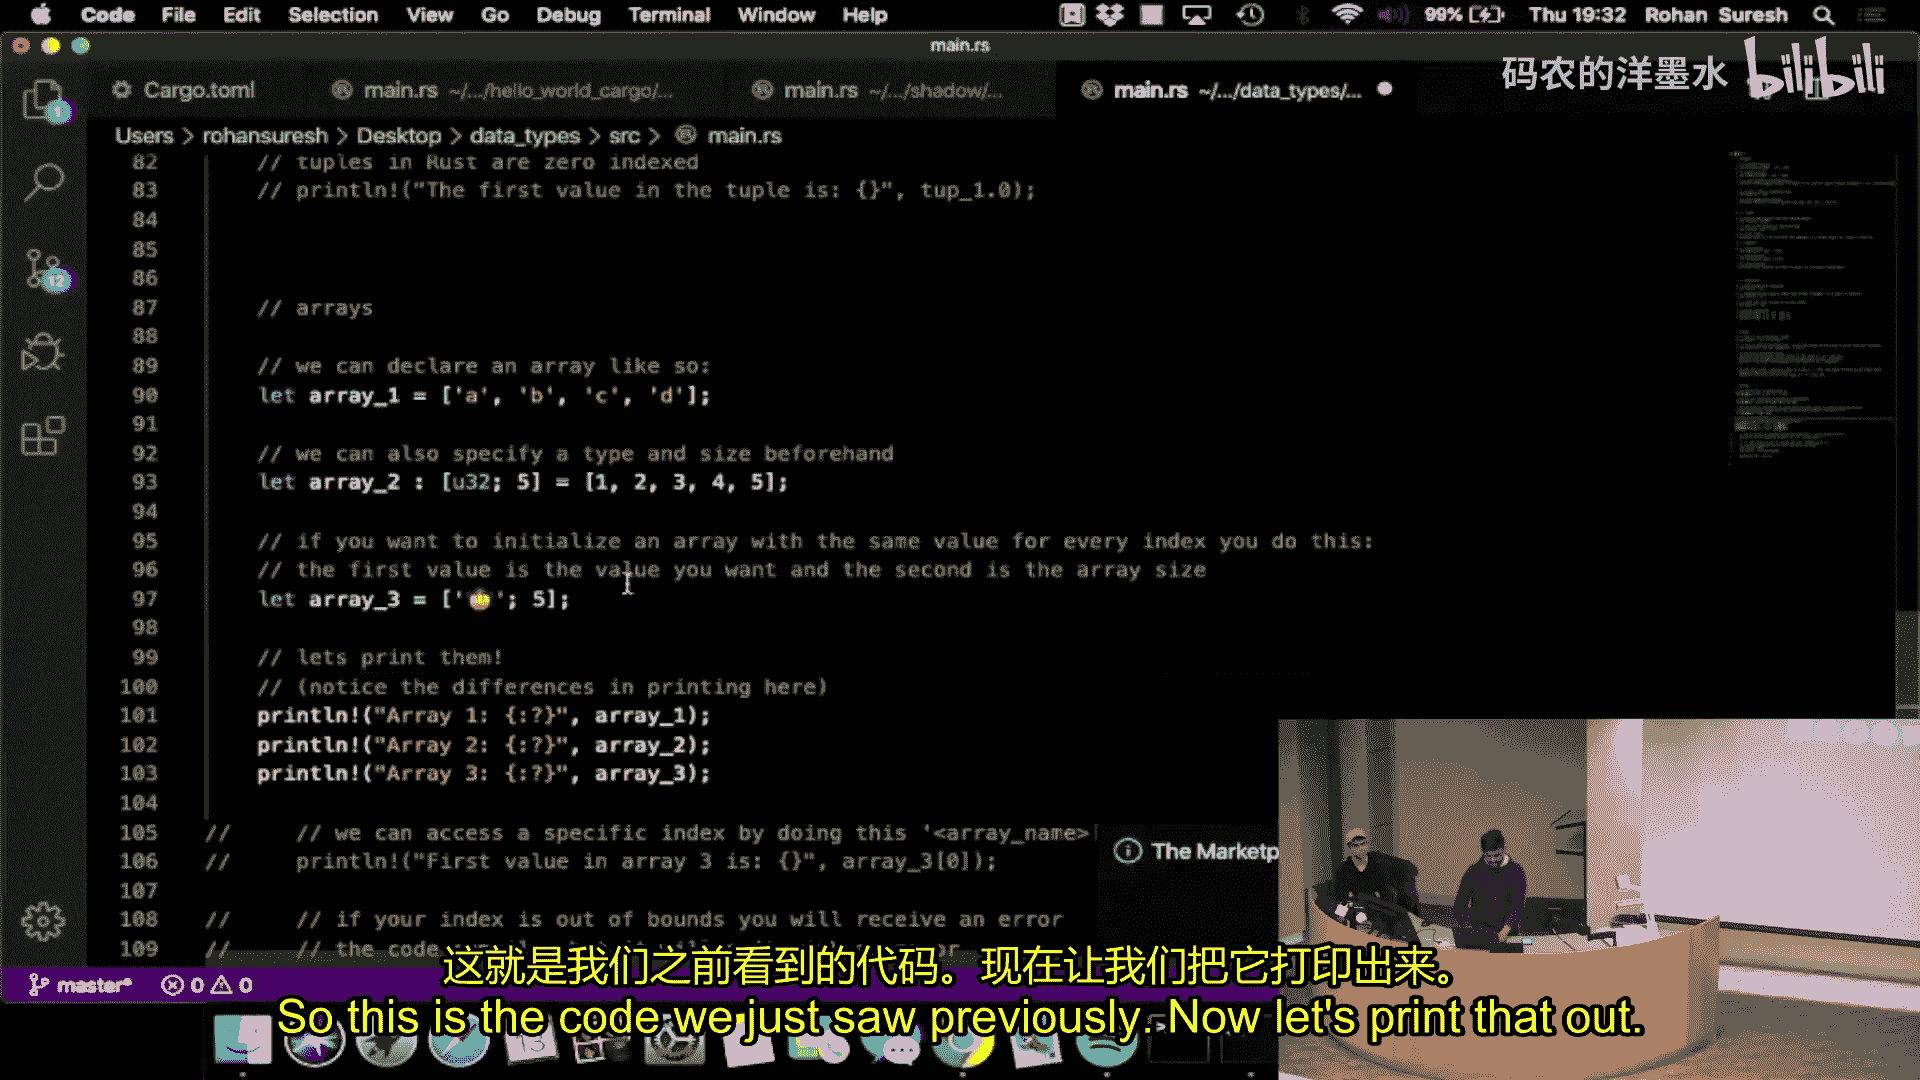 Code File Edit Selection View Go Debug Terminal Window Help 99% Thu 19:32 Rohan Suresh
main.rs
码农的洋墨水 bilibili
Cargo.toml main.rs ~/.../hello_world_cargo/... main.rs ~/.../shadow/... main.rs ~/.../data_types/...
Users > rohansuresh > Desktop > data_types > src > main.rs
82 // tuples in Rust are zero indexed
83 // println!("The first value in the tuple is: {}", tup_1.0);
84
85
86
87 // arrays
88
89 // we can declare an array like so:
90 let array_1 = ['a', 'b', 'c', 'd'];
91
92 // we can also specify a type and size beforehand
93 let array_2 : [u32; 5] = [1, 2, 3, 4, 5];
94
95 // if you want to initialize an array with the same value for every index you do this:
96 // the first value is the value you want and the second is the array size
97 let array_3 = ['😷'; 5];
98
99 // lets print them!
100 // (notice the differences in printing here)
101 println!("Array 1: {:?}", array_1);
102 println!("Array 2: {:?}", array_2);
103 println!("Array 3: {:?}", array_3);
104
105 // // we can access a specific index by doing this '<array_name>
106 // println!("First value in array 3 is: {}", array_3[0]);
107
108 // // if your index is out of bounds you will receive an error
109 // // the code
The Marketp
1
12
master* 0 0
这就是我们之前看到的代码。现在让我们把它打印出来。
So this is the code we just saw previously. Now let's print that out.
13